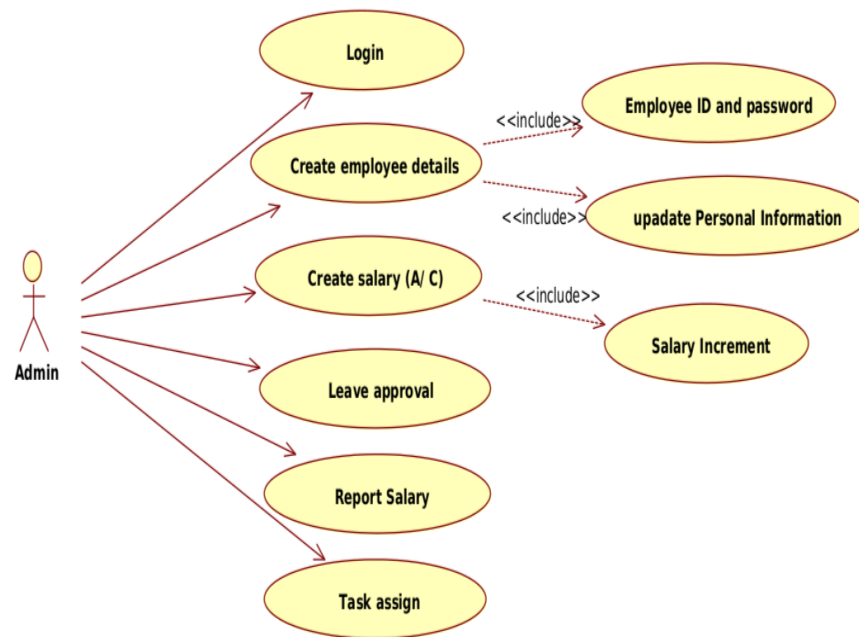 Login
Employee ID and password
<<include>>
Create employee details
<<include>>
upadate Personal Information
Create salary (A/ C)
<<include>>
Salary Increment
Admin
Leave approval
Report Salary
Task assign